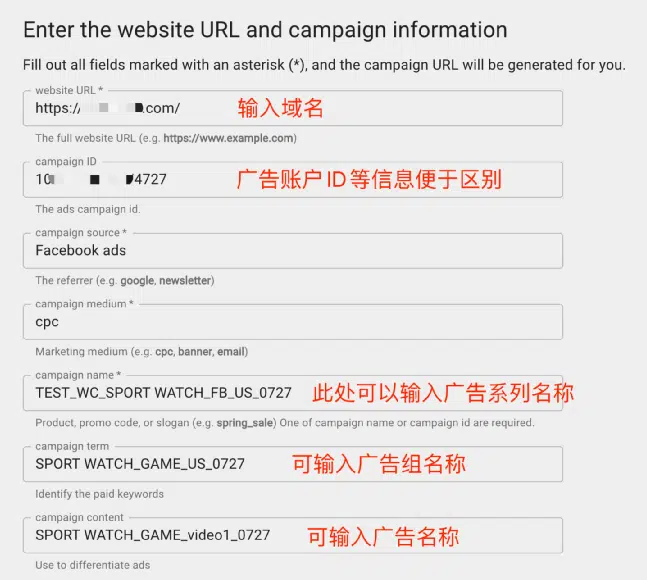 Enter the website URL and campaign information
Fill out all fields marked with an asterisk (*), and the campaign URL will be generated for you.
website URL *
https:// .com/ 输入域名
The full website URL (e.g. https://www.example.com)
campaign ID
10 4727 广告账户ID等信息便于区别
The ads campaign id.
campaign source *
Facebook ads
The referrer (e.g. google, newsletter)
campaign medium *
cpc
Marketing medium (e.g. cpc, banner, email)
campaign name *
TEST_WC_SPORT WATCH_FB_US_0727 此处可以输入广告系列名称
Product, promo code, or slogan (e.g. spring_sale) One of campaign name or campaign id are required.
campaign term
SPORT WATCH_GAME_US_0727 可输入广告组名称
Identify the paid keywords
campaign content
SPORT WATCH_GAME_video1_0727 可输入广告名称
Use to differentiate ads